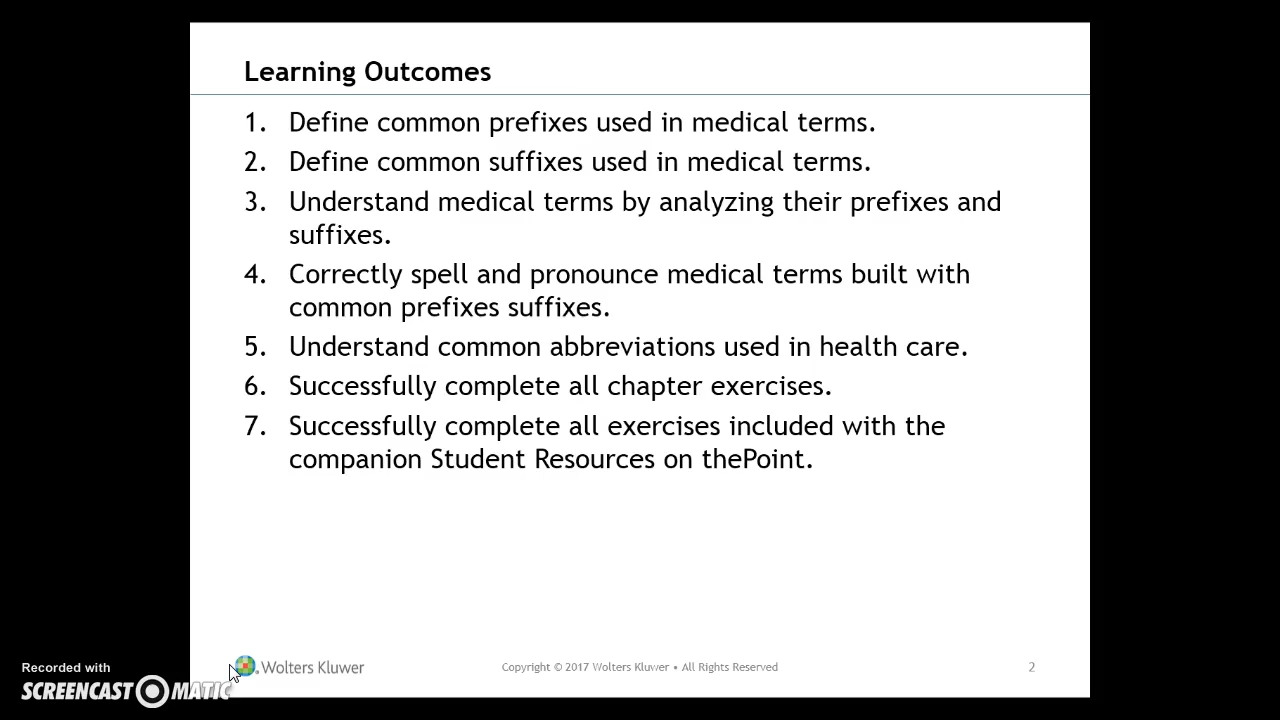 Learning Outcomes
1. Define common prefixes used in medical terms.
2. Define common suffixes used in medical terms.
3. Understand medical terms by analyzing their prefixes and
suffixes.
4. Correctly spell and pronounce medical terms built with
common prefixes suffixes.
5. Understand common abbreviations used in health care.
6. Successfully complete all chapter exercises.
7. Successfully complete all exercises included with the
companion Student Resources on thePoint.
Wolters Kluwer
Copyright © 2017 Wolters Kluwer • All Rights Reserved
2
Recorded with
SCREENCAST MATIC